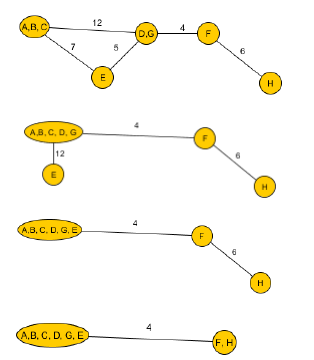 A,B, C
12
D,G
4
F
7
5
6
E
H
A,B, C, D, G
4
F
12
6
E
H
A,B, C, D, G, E
4
F
6
H
A,B, C, D, G, E
4
F, H